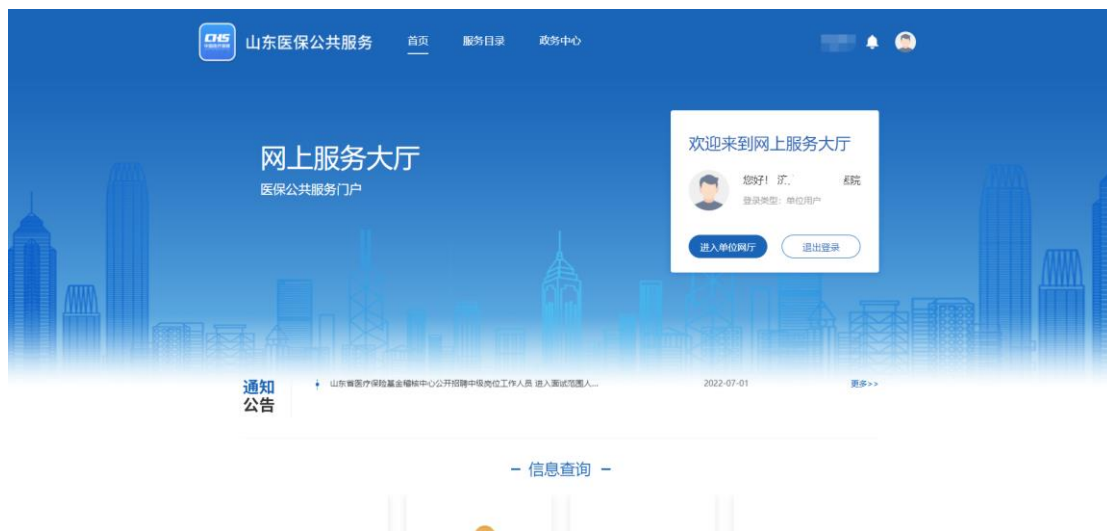 CHS
山东医保公共服务
首页
服务目录
政务中心
网上服务大厅
医保公共服务门户
欢迎来到网上服务大厅
您好！
登录类型：单位用户
进入单位网厅
退出登录
通知
公告
山东省医疗保险基金稽核中心公开招聘中级岗位工作人员 进入面试范围人...
2022-07-01
更多>>
- 信息查询 -